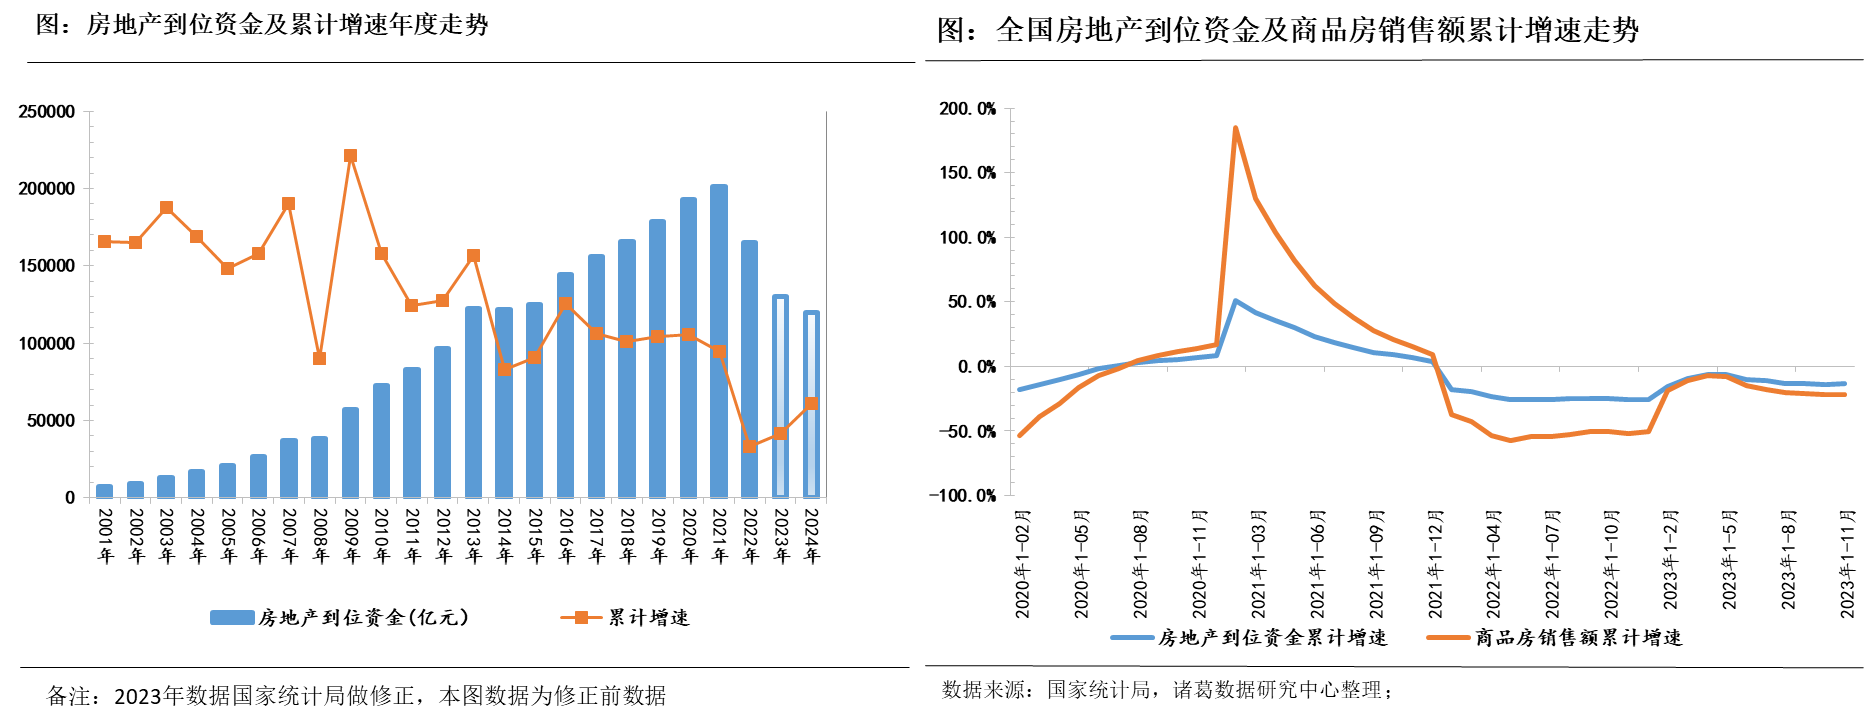 图：房地产到位资金及累计增速年度走势
250000
200000
150000
100000
50000
0
2001年
2002年
2003年
2004年
2005年
2006年
2007年
2008年
2009年
2010年
2011年
2012年
2013年
2014年
2015年
2016年
2017年
2018年
2019年
2020年
2021年
2022年
2023年
2024年
房地产到位资金(亿元)
累计增速
备注：2023年数据国家统计局做修正，本图数据为修正前数据
图：全国房地产到位资金及商品房销售额累计增速走势
200.0%
150.0%
100.0%
50.0%
0.0%
-50.0%
-100.0%
2020年1-02月
2020年1-05月
2020年1-08月
2020年1-11月
2021年1-03月
2021年1-06月
2021年1-09月
2021年1-12月
2022年1-04月
2022年1-07月
2022年1-10月
2023年1-2月
2023年1-5月
2023年1-8月
2023年1-11月
房地产到位资金累计增速
商品房销售额累计增速
数据来源：国家统计局，诸葛数据研究中心整理；